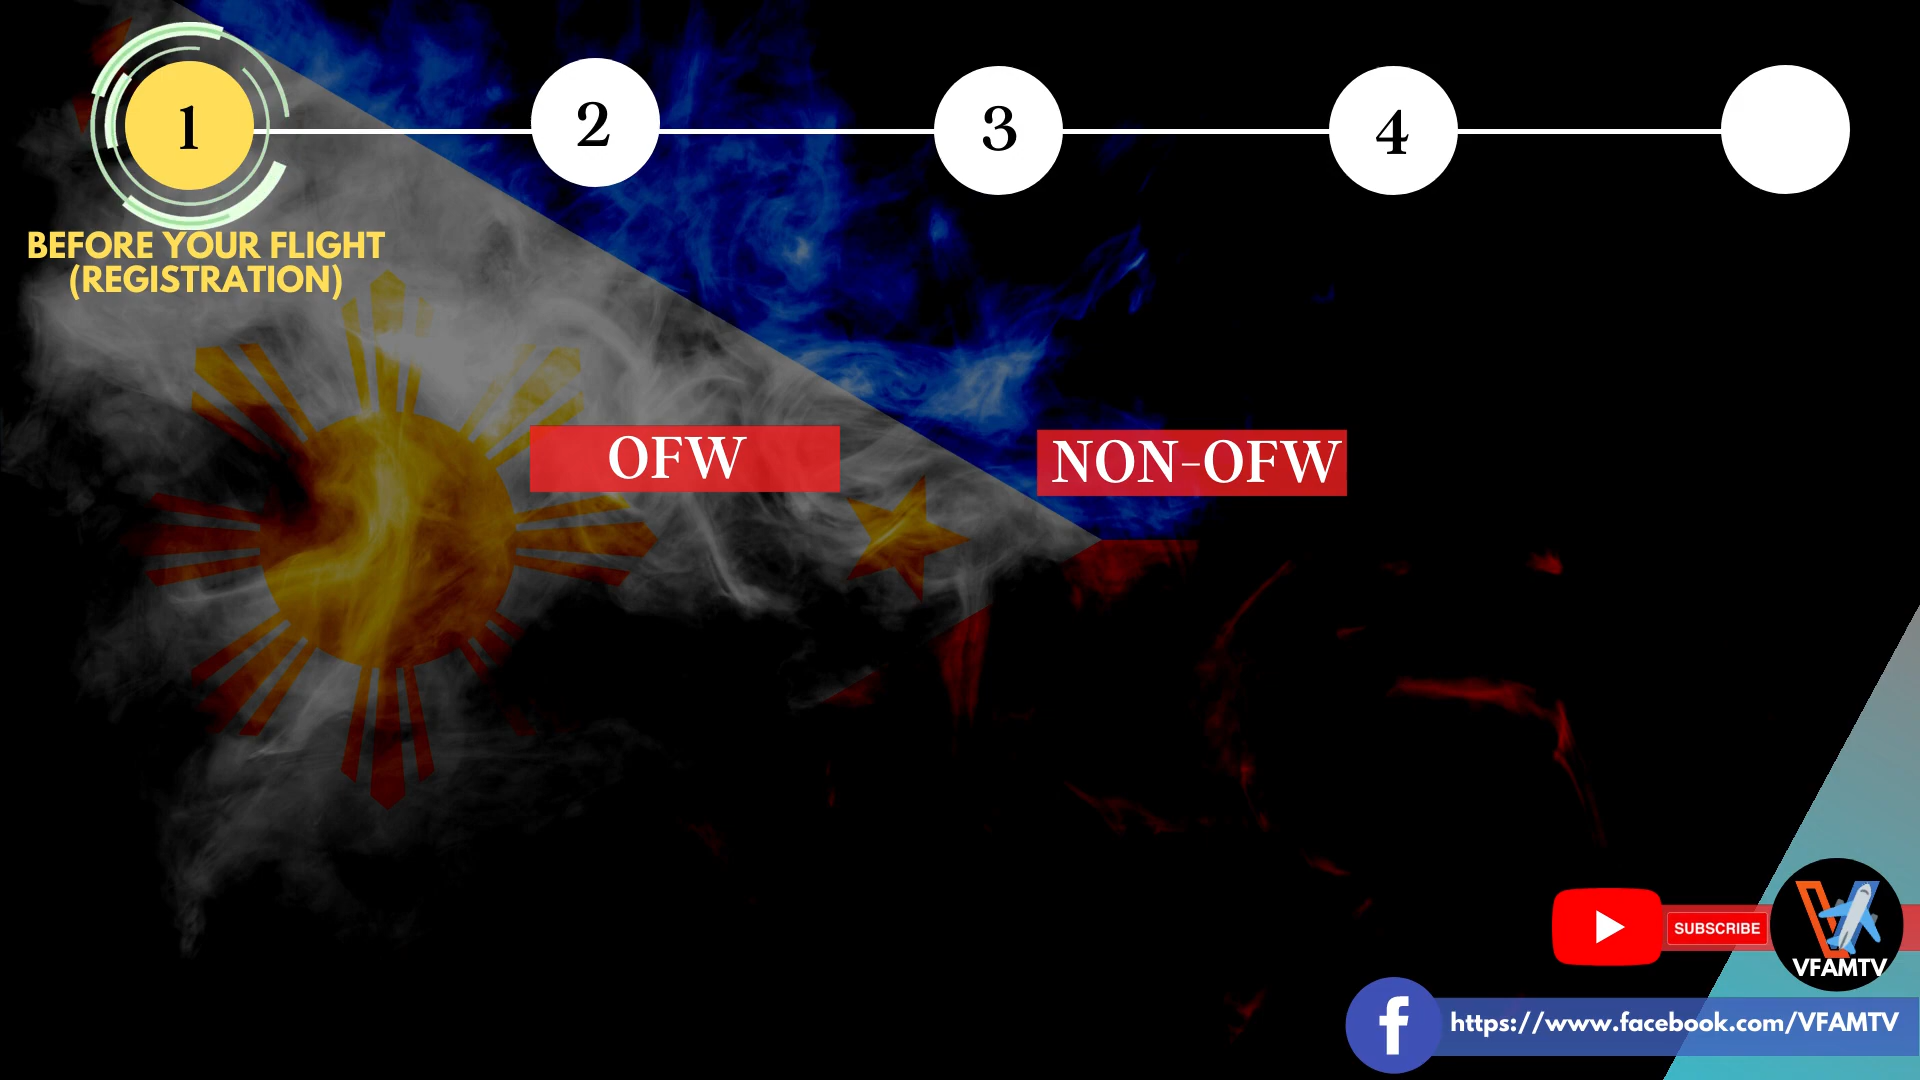 1
2
3
4
BEFORE YOUR FLIGHT
(REGISTRATION)
OFW
NON-OFW
SUBSCRIBE
VFAMTV
f
https://www.facebook.com/VFAMTV